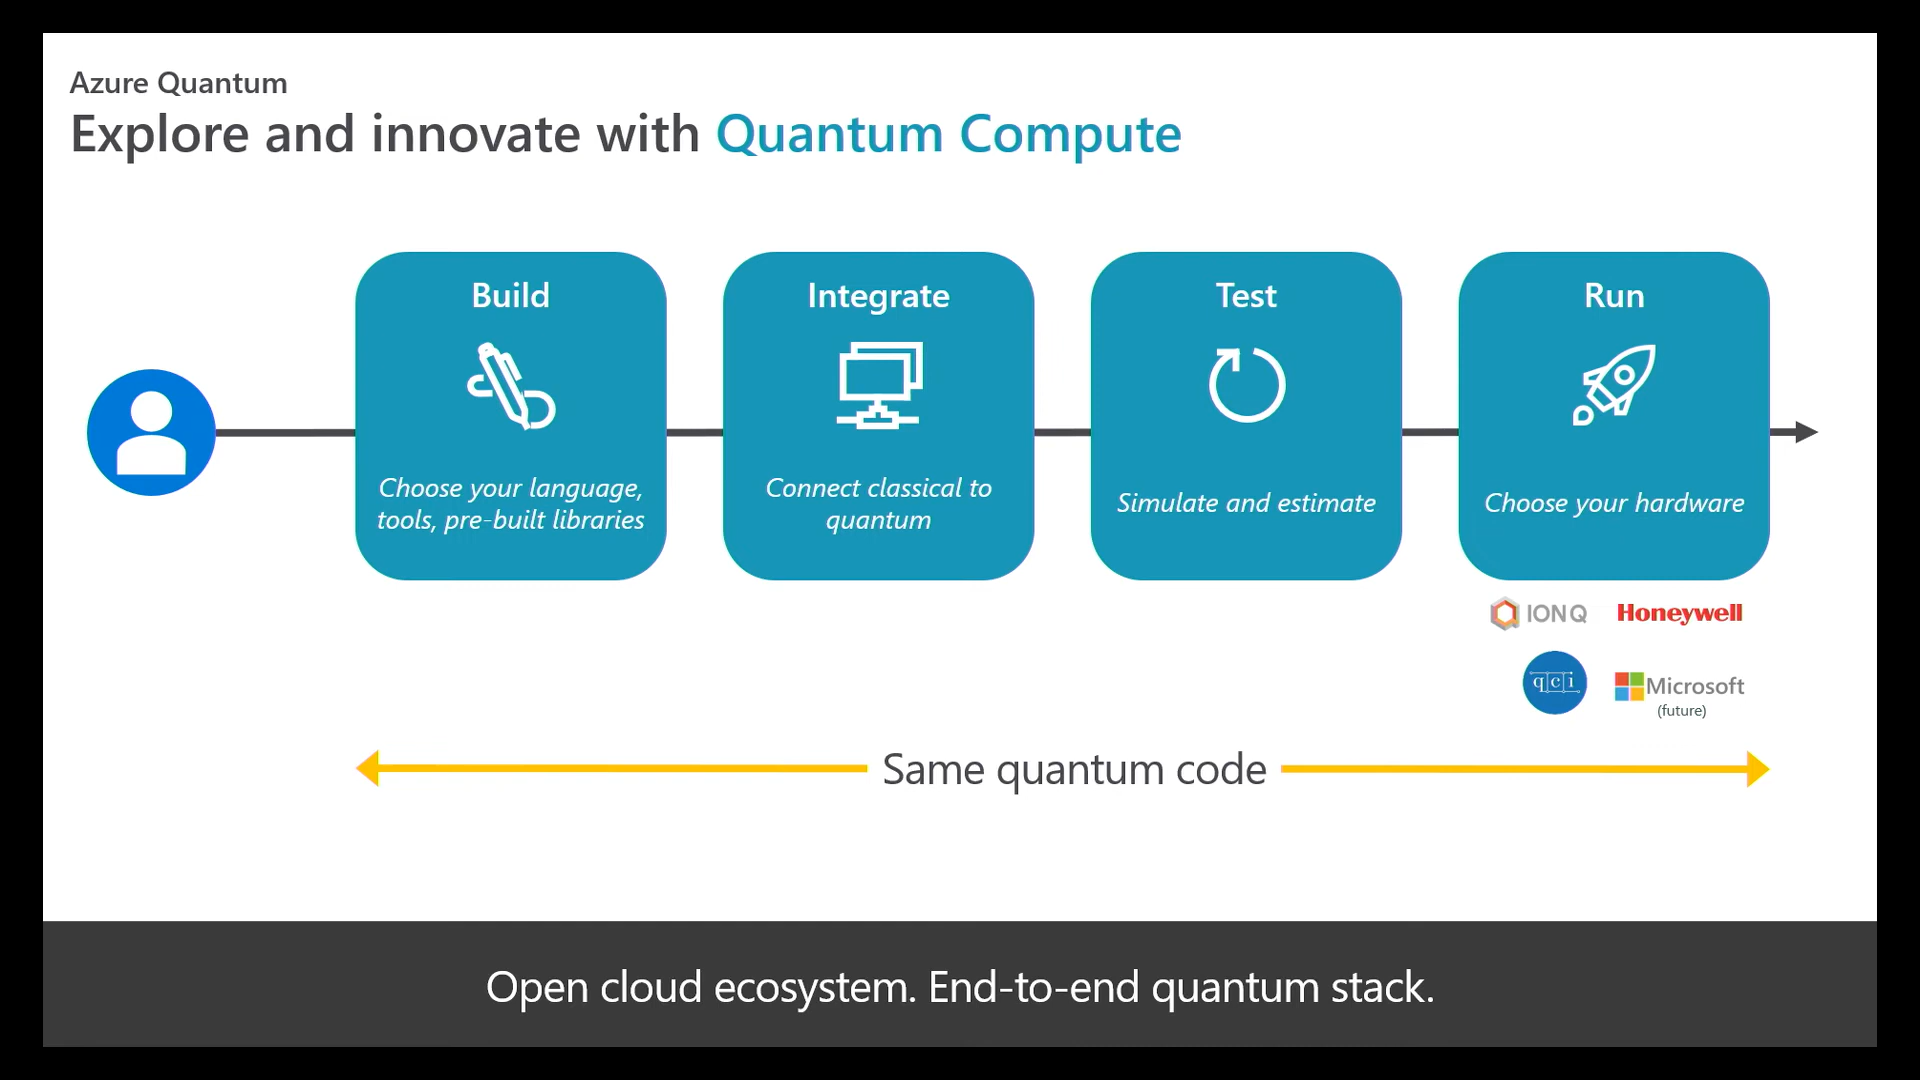 Azure Quantum
Explore and innovate with Quantum Compute
Build
Choose your language,
tools, pre-built libraries
Integrate
Connect classical to
quantum
Test
Simulate and estimate
Run
Choose your hardware
IONQ
Honeywell
qci
Microsoft
(future)
Same quantum code
Open cloud ecosystem. End-to-end quantum stack.